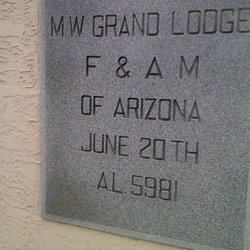 M.W. GRAND LODGE
F & A M
OF ARIZONA
JUNE 20TH
A.L. 5981